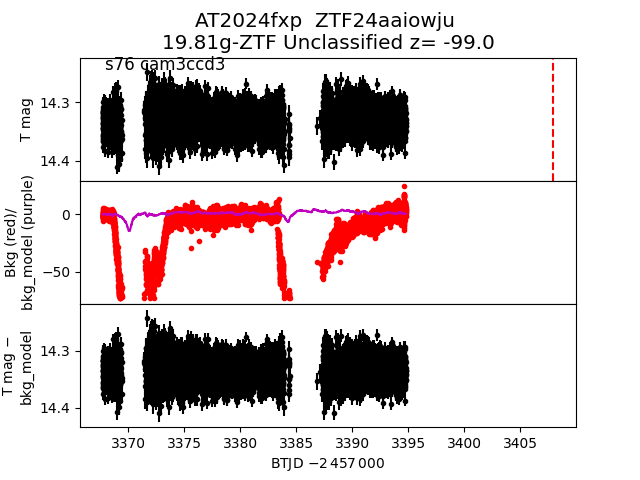 AT2024fxp  ZTF24aaiowju
19.81g-ZTF Unclassified z= -99.0
s76 cam3ccd3
14.3
14.4
T mag
0
−50
Bkg (red)/
bkg_model (purple)
14.3
14.4
T mag −
bkg_model
3370 3375 3380 3385 3390 3395 3400 3405
BTJD −2 457 000